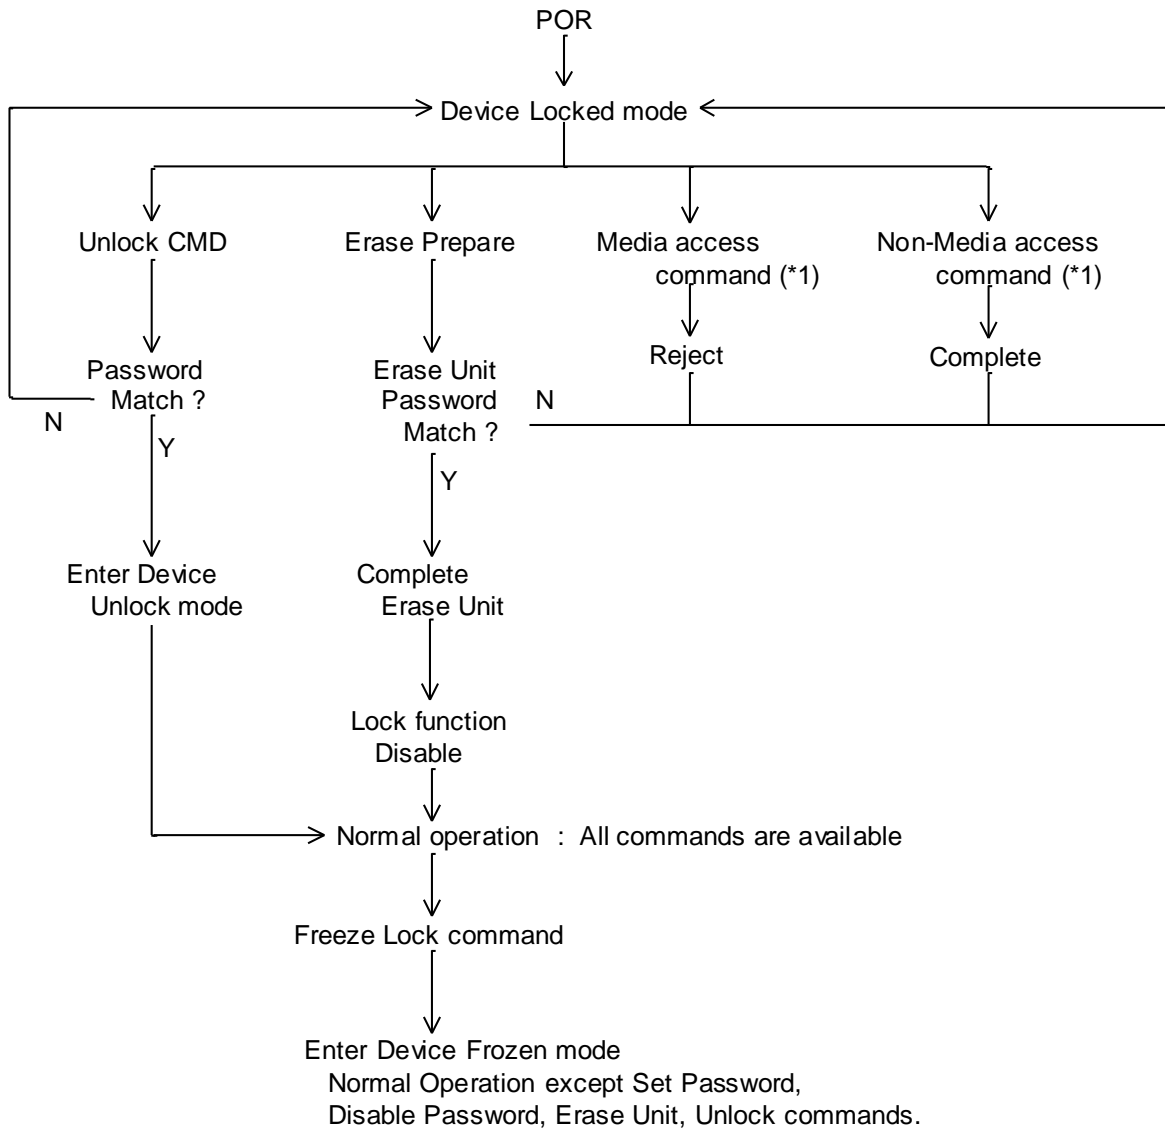 POR
Device Locked mode
Unlock CMD
Erase Prepare
Media access
command (*1)
Non-Media access
command (*1)
Password
Match ?
N
Y
Erase Unit
Password
Match ?
N
Y
Reject
Complete
Enter Device
Unlock mode
Complete
Erase Unit
Lock function
Disable
Normal operation : All commands are available
Freeze Lock command
Enter Device Frozen mode
Normal Operation except Set Password,
Disable Password, Erase Unit, Unlock commands.